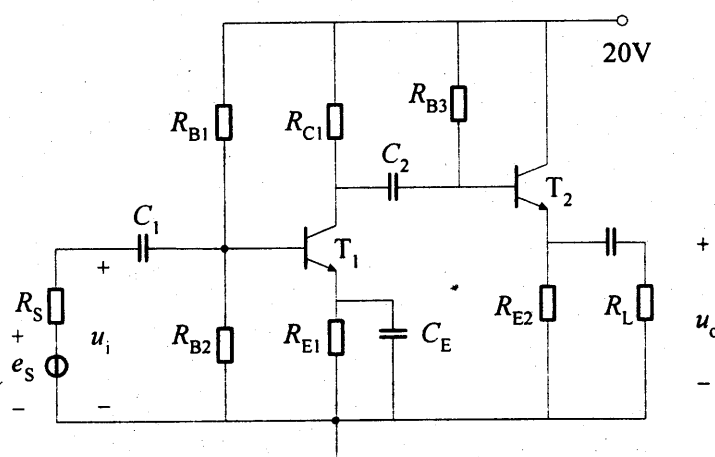 20V
R_B1
R_C1
R_B3
C_2
T_2
C_1
T_1
R_S
+
e_S
−
+
u_i
−
R_B2
R_E1
C_E
R_E2
R_L
+
u_o
−